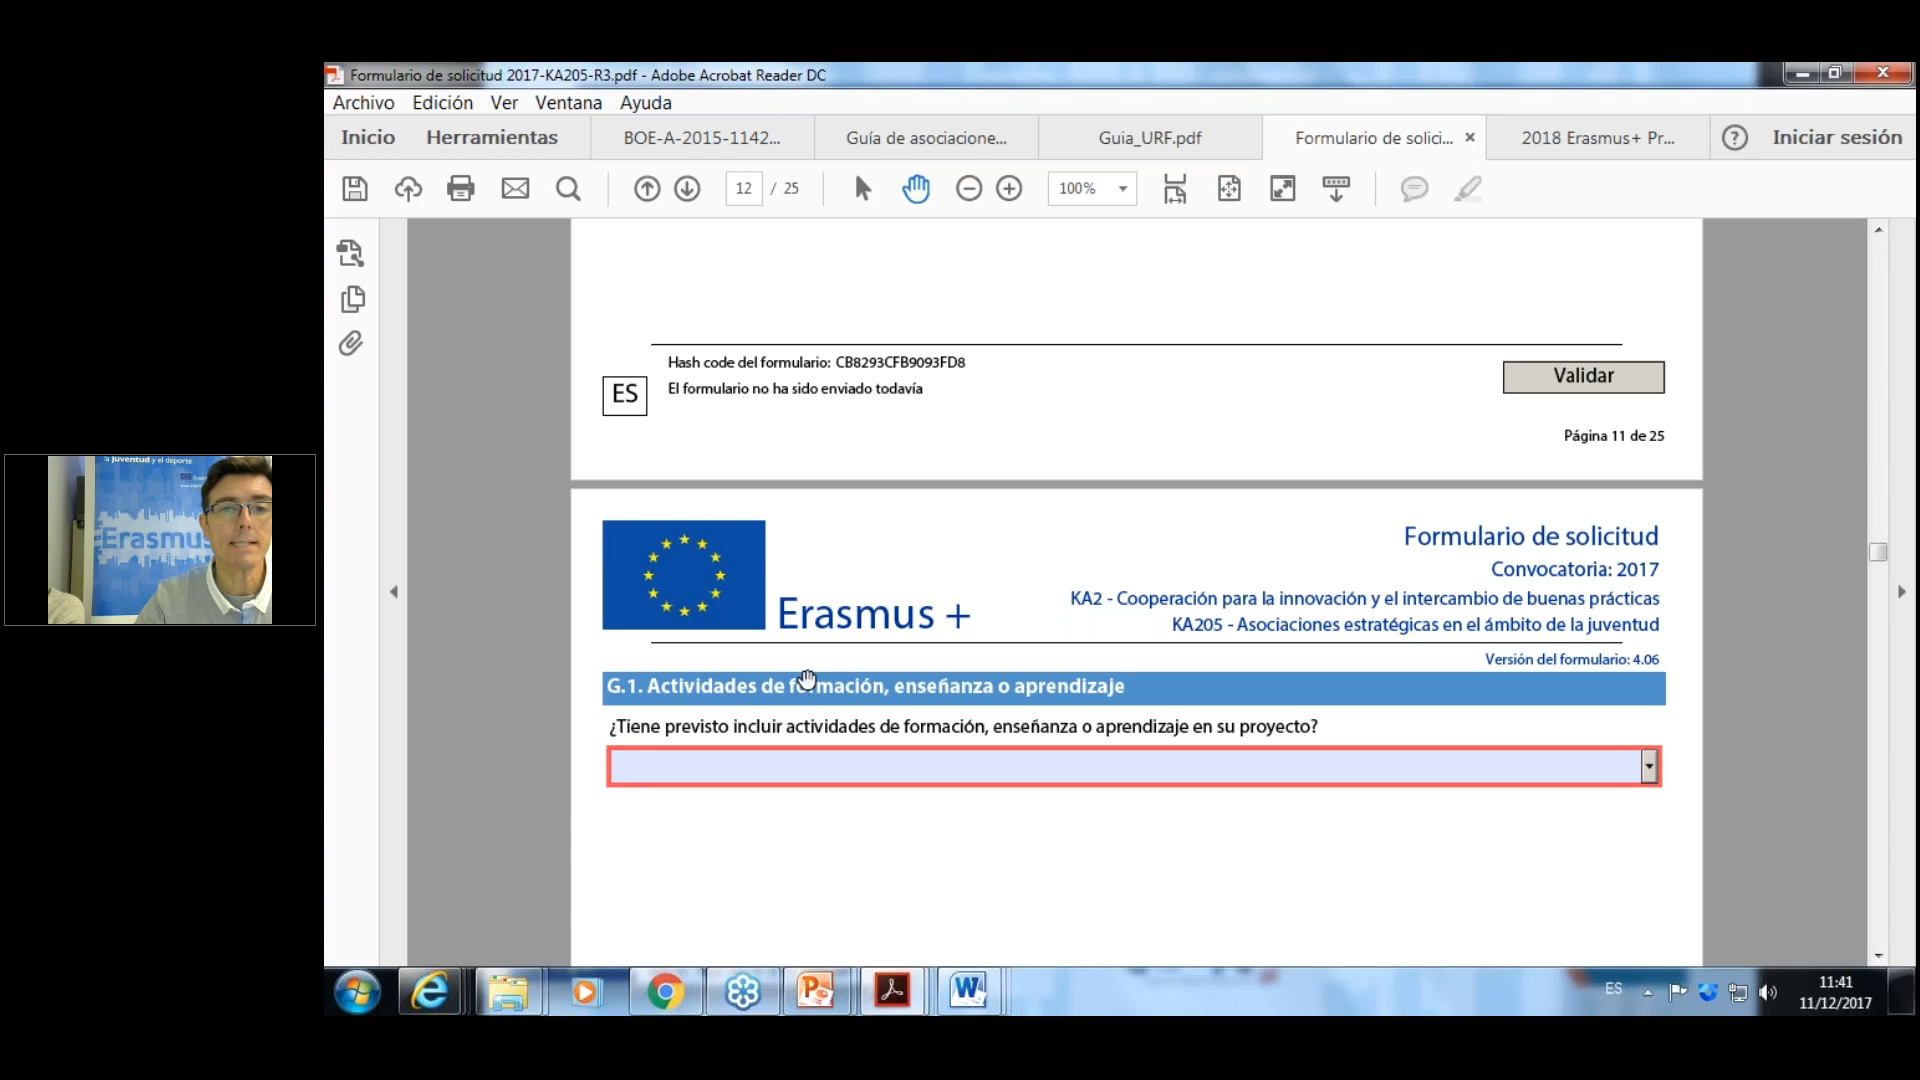 Formulario de solicitud 2017-KA205-R3.pdf - Adobe Acrobat Reader DC
Archivo Edición Ver Ventana Ayuda
Inicio Herramientas BOE-A-2015-1142... Guía de asociacione... Guia_URF.pdf Formulario de solici... × 2018 Erasmus+ Pr... ? Iniciar sesión
12 / 25 100%
Hash code del formulario: CB8293CFB9093FD8
ES El formulario no ha sido enviado todavía
Validar
Página 11 de 25
juventud y el deporte
Erasmus
Erasmus +
Formulario de solicitud
Convocatoria: 2017
KA2 - Cooperación para la innovación y el intercambio de buenas prácticas
KA205 - Asociaciones estratégicas en el ámbito de la juventud
Versión del formulario: 4.06
G.1. Actividades de formación, enseñanza o aprendizaje
¿Tiene previsto incluir actividades de formación, enseñanza o aprendizaje en su proyecto?
ES
11:41
11/12/2017